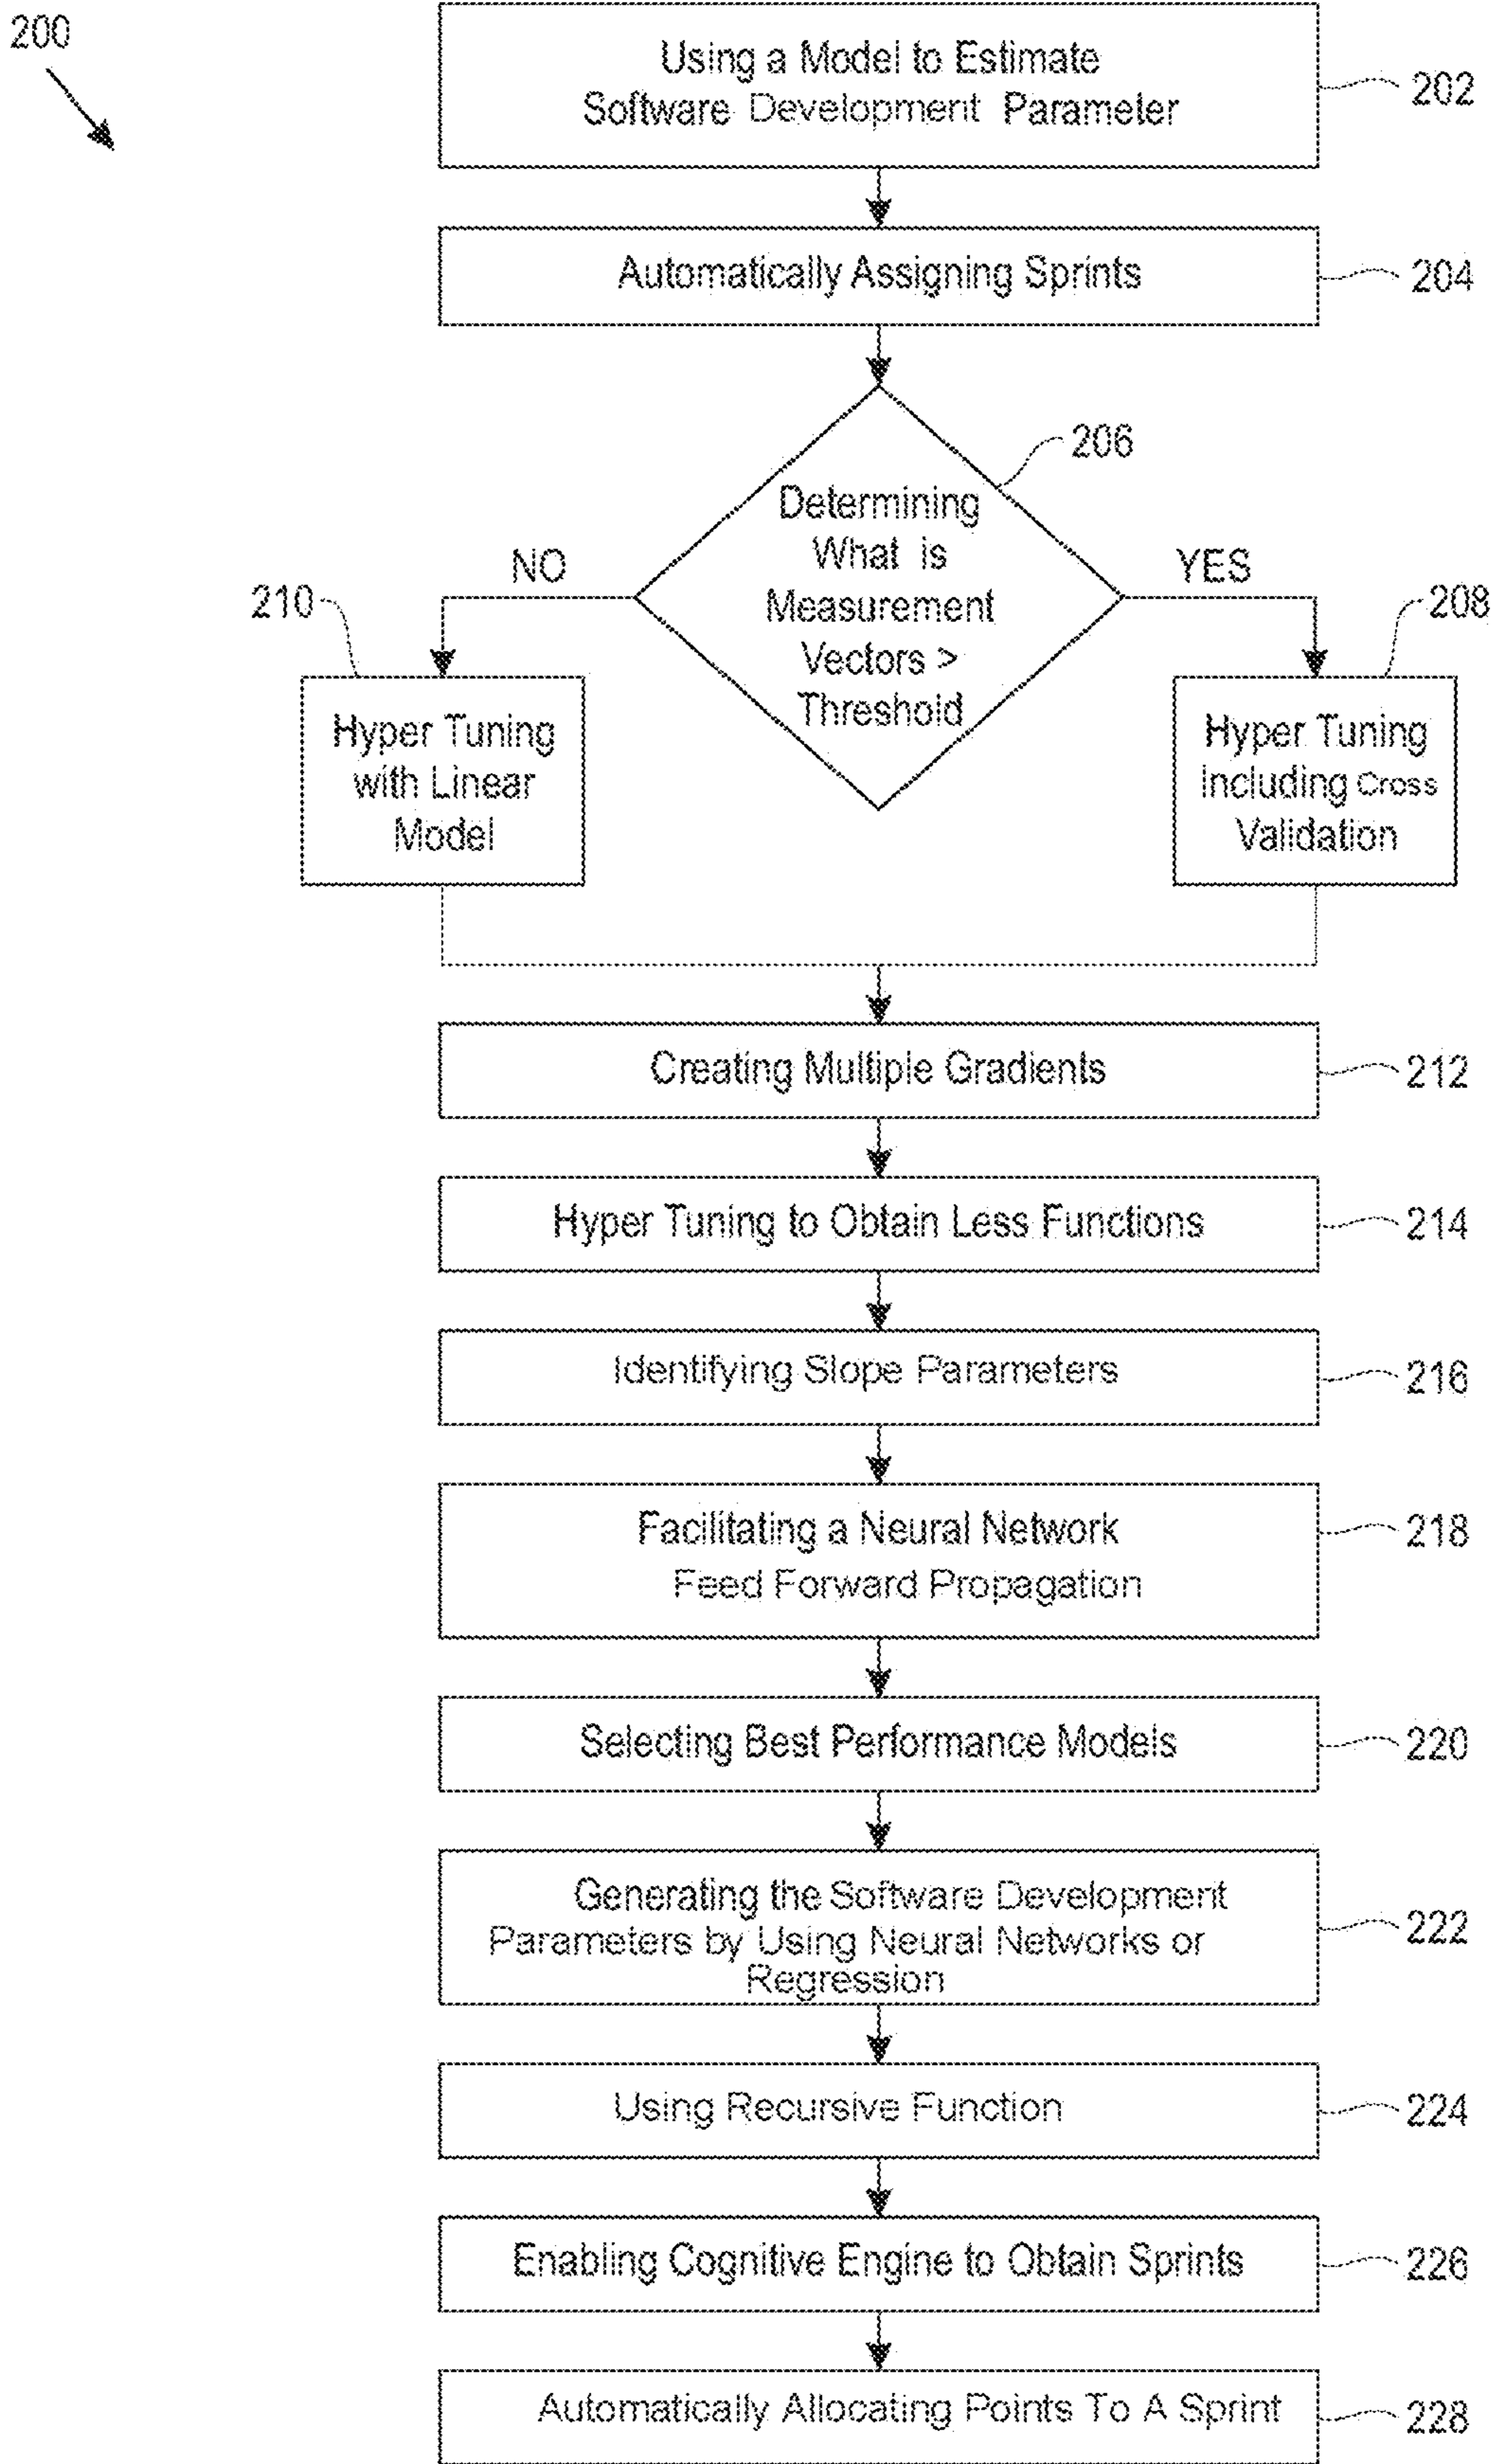 200
Using a Model to Estimate
Software Development Parameter
202
Automatically Assigning Sprints
204
206
Determining
What is
Measurement
Vectors >
Threshold
NO
YES
210
208
Hyper Tuning
with Linear
Model
Hyper Tuning
including Cross
Validation
Creating Multiple Gradients
212
Hyper Tuning to Obtain Less Functions
214
Identifying Slope Parameters
216
Facilitating a Neural Network
Feed Forward Propagation
218
Selecting Best Performance Models
220
Generating the Software Development
Parameters by Using Neural Networks or
Regression
222
Using Recursive Function
224
Enabling Cognitive Engine to Obtain Sprints
226
Automatically Allocating Points To A Sprint
228